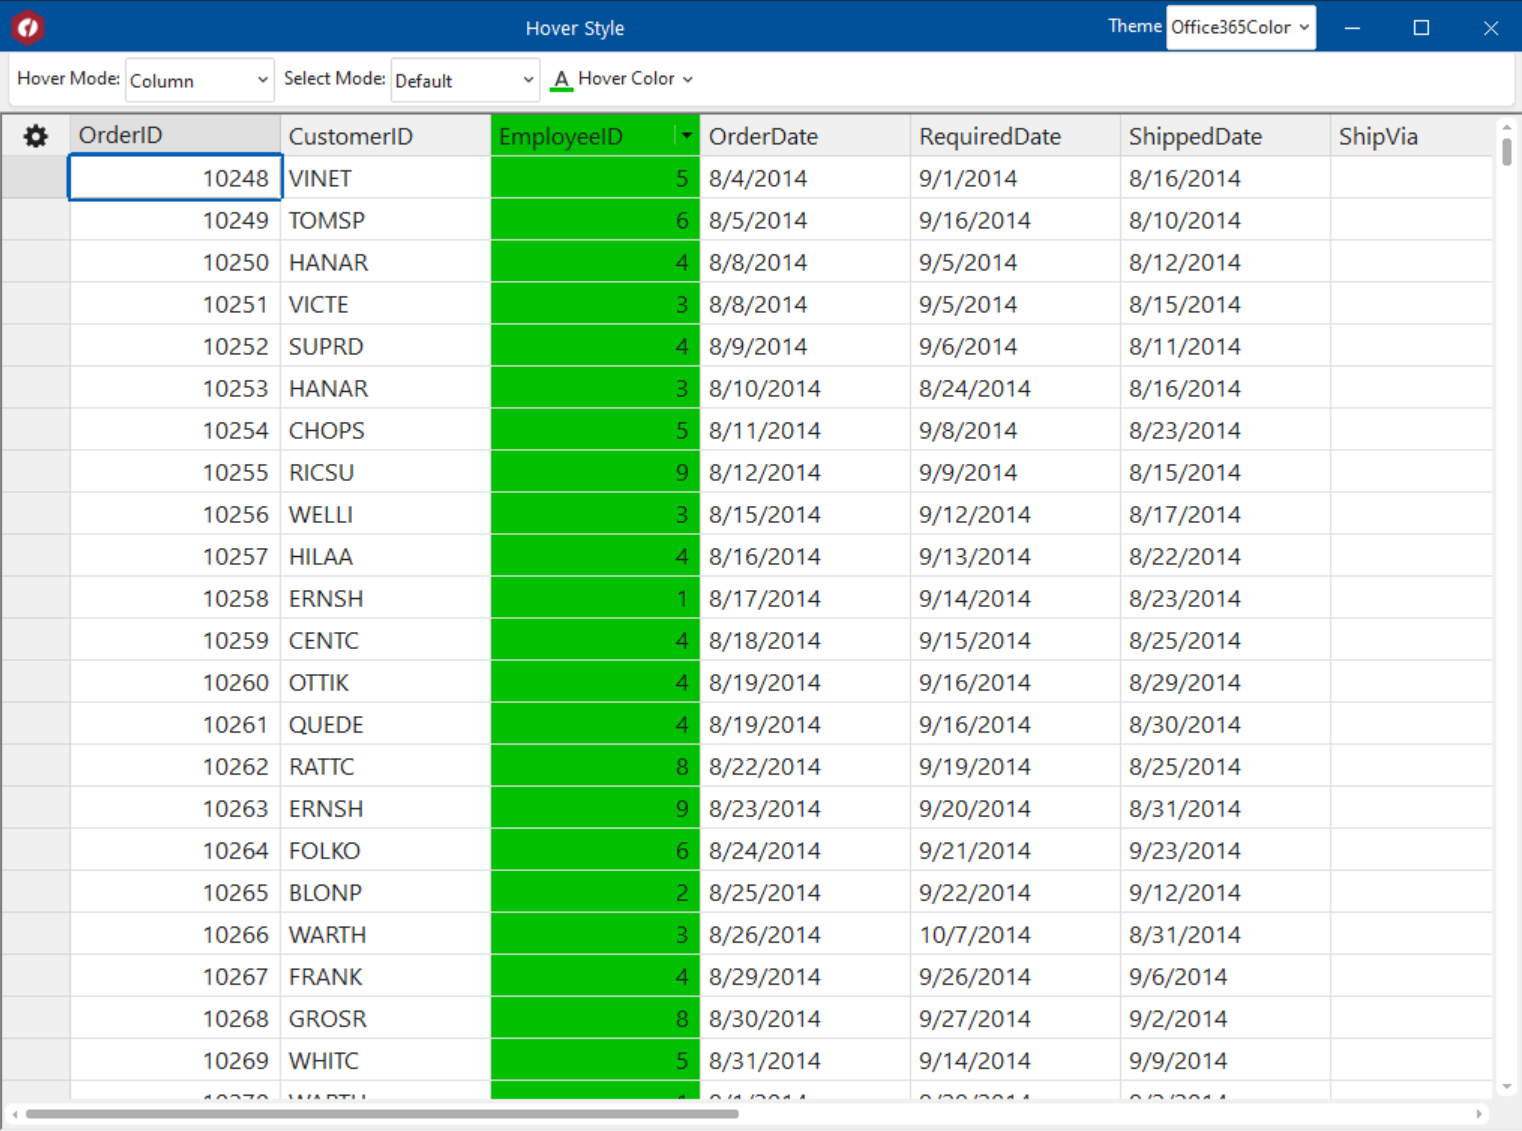 Hover Style
Theme Office365Color
Hover Mode: Column Select Mode: Default A Hover Color
OrderID CustomerID EmployeeID OrderDate RequiredDate ShippedDate ShipVia
10248 VINET 5 8/4/2014 9/1/2014 8/16/2014
10249 TOMSP 6 8/5/2014 9/16/2014 8/10/2014
10250 HANAR 4 8/8/2014 9/5/2014 8/12/2014
10251 VICTE 3 8/8/2014 9/5/2014 8/15/2014
10252 SUPRD 4 8/9/2014 9/6/2014 8/11/2014
10253 HANAR 3 8/10/2014 8/24/2014 8/16/2014
10254 CHOPS 5 8/11/2014 9/8/2014 8/23/2014
10255 RICSU 9 8/12/2014 9/9/2014 8/15/2014
10256 WELLI 3 8/15/2014 9/12/2014 8/17/2014
10257 HILAA 4 8/16/2014 9/13/2014 8/22/2014
10258 ERNSH 1 8/17/2014 9/14/2014 8/23/2014
10259 CENTC 4 8/18/2014 9/15/2014 8/25/2014
10260 OTTIK 4 8/19/2014 9/16/2014 8/29/2014
10261 QUEDE 4 8/19/2014 9/16/2014 8/30/2014
10262 RATTC 8 8/22/2014 9/19/2014 8/25/2014
10263 ERNSH 9 8/23/2014 9/20/2014 8/31/2014
10264 FOLKO 6 8/24/2014 9/21/2014 9/23/2014
10265 BLONP 2 8/25/2014 9/22/2014 9/12/2014
10266 WARTH 3 8/26/2014 10/7/2014 8/31/2014
10267 FRANK 4 8/29/2014 9/26/2014 9/6/2014
10268 GROSR 8 8/30/2014 9/27/2014 9/2/2014
10269 WHITC 5 8/31/2014 9/14/2014 9/9/2014